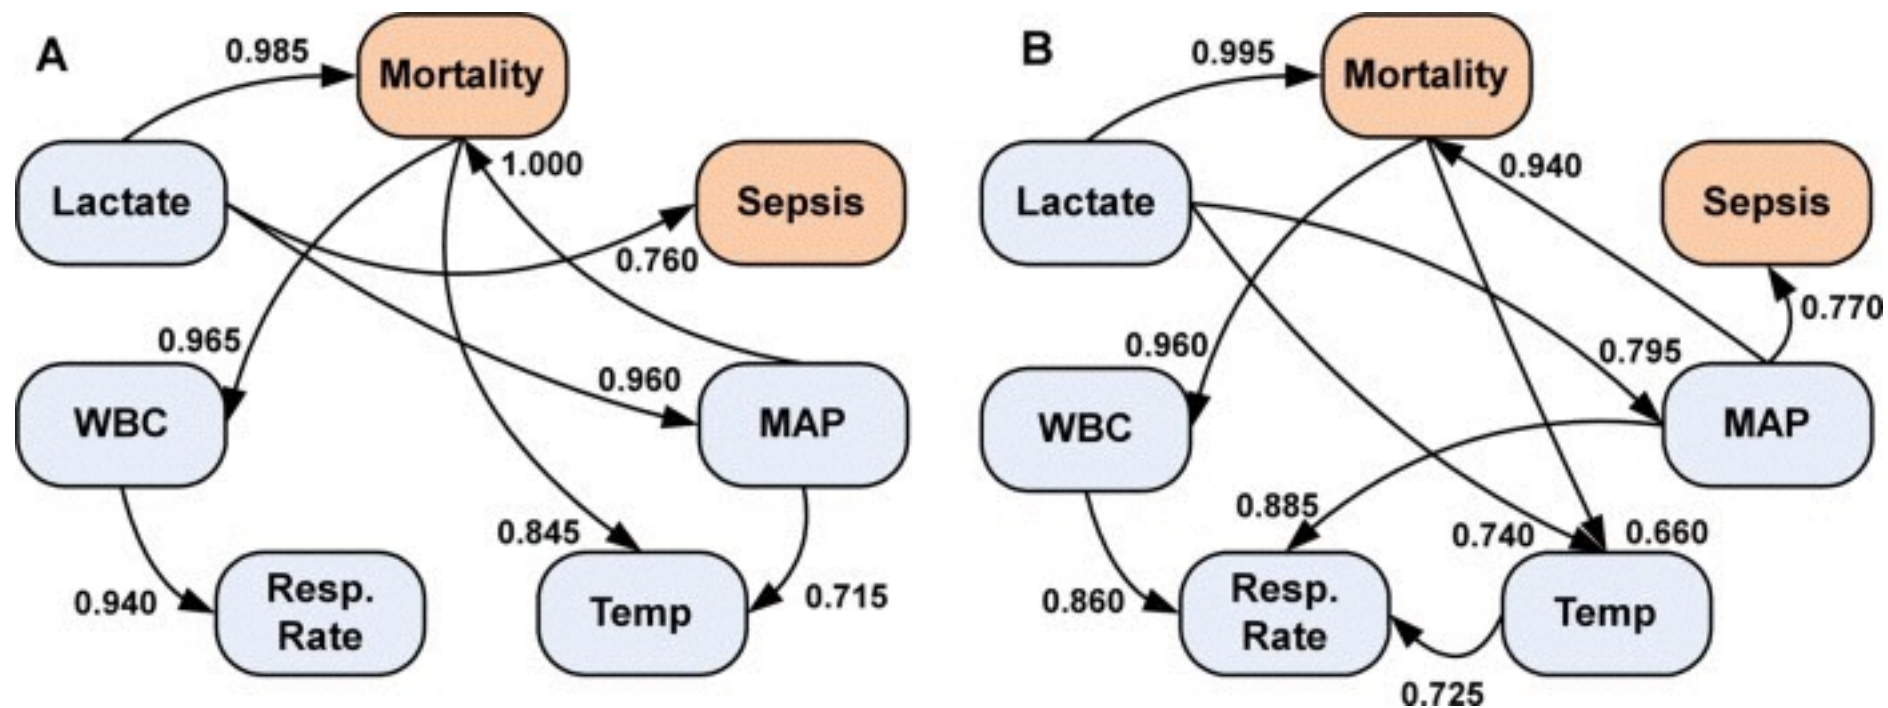 A
0.985
Mortality
Lactate
1.000
Sepsis
0.760
0.965
0.960
WBC
MAP
0.845
0.940
Resp.
Rate
Temp
0.715
B
0.995
Mortality
Lactate
0.940
Sepsis
0.770
0.960
0.795
WBC
MAP
0.885
0.740
0.660
0.860
Resp.
Rate
Temp
0.725